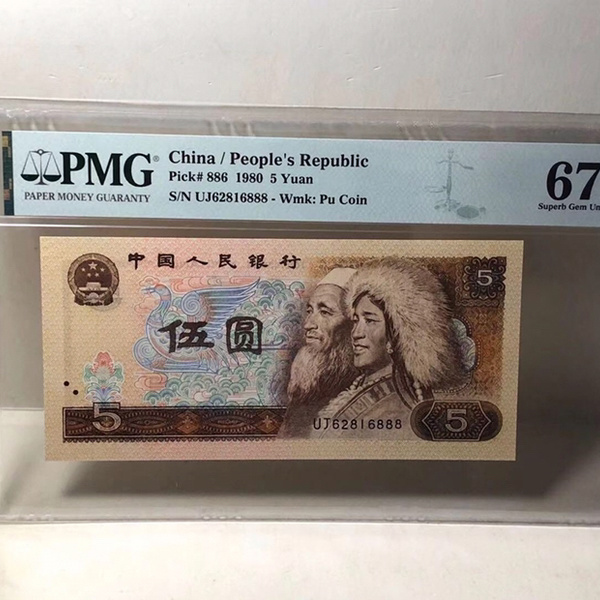 PMG
PAPER MONEY GUARANTY
China / People's Republic
Pick# 886 1980 5 Yuan
S/N UJ62816888 - Wmk: Pu Coin
67
Superb Gem Un
中国人民银行
5
伍圆
5
5
UJ62816888